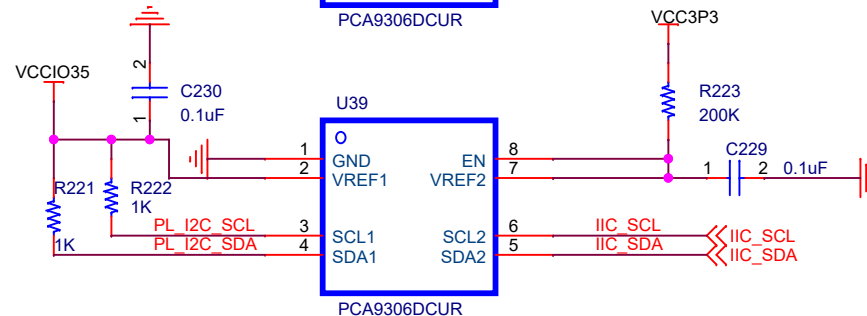 PCA9306DCUR
VCC3P3
VCCIO35
2
C230
0.1uF
1
R223
200K
U39
C229
1 2 0.1uF
1 GND EN 8
2 VREF1 VREF2 7
R221
R222
1K
1K
PL_I2C_SCL 3 SCL1 SCL2 6 IIC_SCL IIC_SCL
PL_I2C_SDA 4 SDA1 SDA2 5 IIC_SDA IIC_SDA
PCA9306DCUR